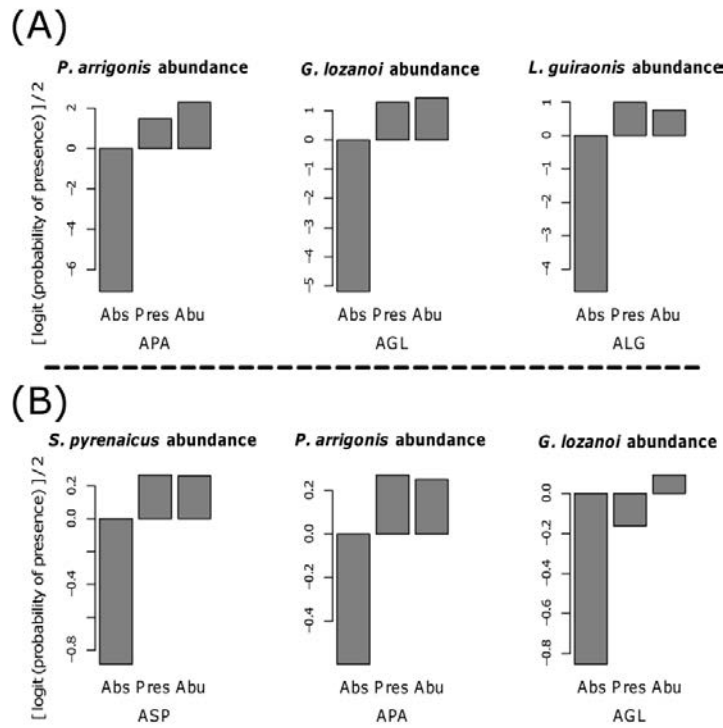 (A)
P. arrigonis abundance
G. lozanoi abundance
L. guiraonis abundance
[ logit (probability of presence) ] / 2
2
0
−2
−4
−6
1
0
−1
−2
−3
−4
−5
1
0
−1
−2
−3
−4
Abs Pres Abu
Abs Pres Abu
Abs Pres Abu
APA
AGL
ALG
(B)
S. pyrenaicus abundance
P. arrigonis abundance
G. lozanoi abundance
[ logit (probability of presence) ] / 2
0.2
0.0
−0.4
−0.8
0.2
0.0
−0.2
−0.4
0.0
−0.2
−0.4
−0.6
−0.8
Abs Pres Abu
Abs Pres Abu
Abs Pres Abu
ASP
APA
AGL